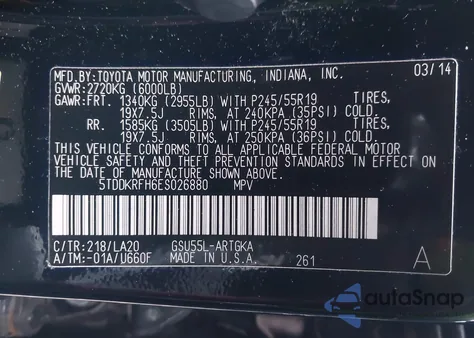 MFD. BY: TOYOTA MOTOR MANUFACTURING, INDIANA, INC. 03/14
GVWR: 2720KG (6000LB)
GAWR: FRT. 1340KG (2955LB) WITH P245/55R19 TIRES,
19X7.5J RIMS, AT 240KPA (35PSI) COLD.
RR. 1585KG (3505LB) WITH P245/55R19 TIRES,
19X7.5J RIMS, AT 250KPA (36PSI) COLD.
THIS VEHICLE CONFORMS TO ALL APPLICABLE FEDERAL MOTOR
VEHICLE SAFETY AND THEFT PREVENTION STANDARDS IN EFFECT ON
THE DATE OF MANUFACTURE SHOWN ABOVE.
5TDDKRFH6ES026880 MPV
C/TR: 218/LA20 GSU55L-ARTGKA
A/TM: -01A/U660F MADE IN U.S.A. 261 A
autoSnap